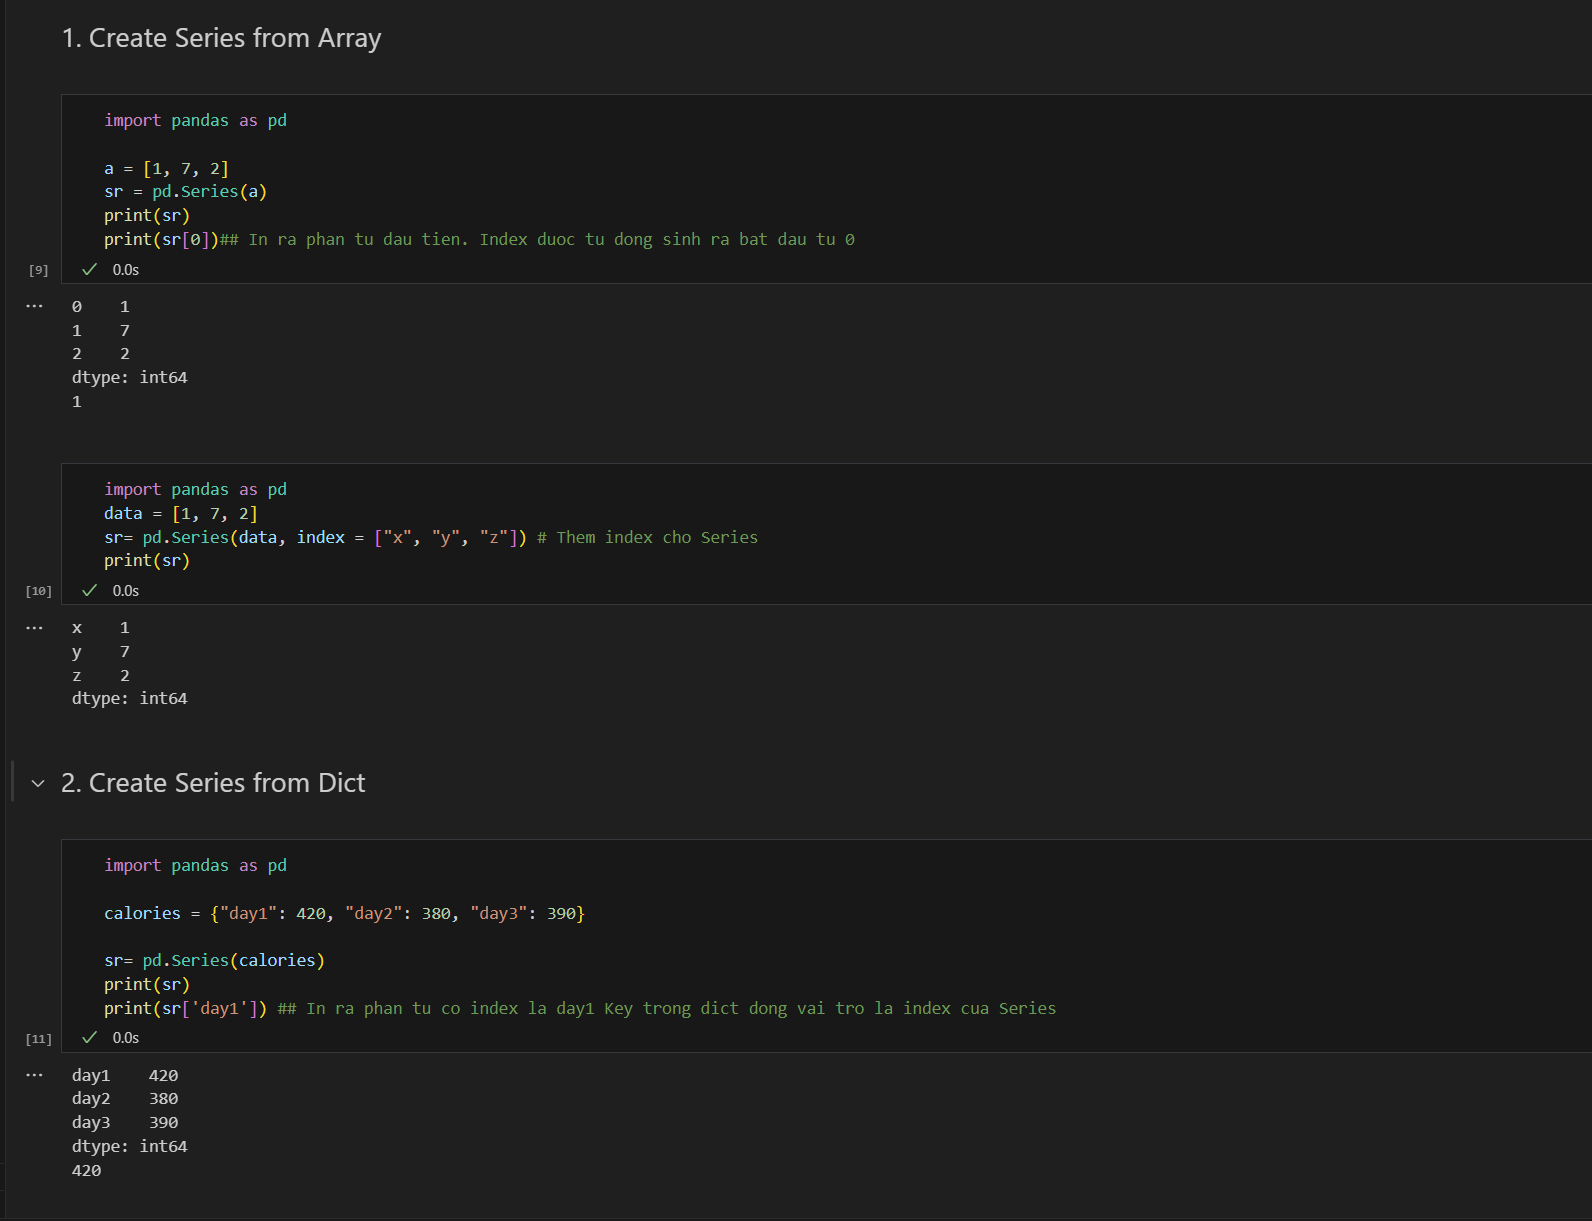 1. Create Series from Array
import pandas as pd
a = [1, 7, 2]
sr = pd.Series(a)
print(sr)
print(sr[0])## In ra phan tu dau tien. Index duoc tu dong sinh ra bat dau tu 0
[9] ✓ 0.0s
... 0    1
1    7
2    2
dtype: int64
1
import pandas as pd
data = [1, 7, 2]
sr= pd.Series(data, index = ["x", "y", "z"]) # Them index cho Series
print(sr)
[10] ✓ 0.0s
... x    1
y    7
z    2
dtype: int64
2. Create Series from Dict
import pandas as pd
calories = {"day1": 420, "day2": 380, "day3": 390}
sr= pd.Series(calories)
print(sr)
print(sr['day1']) ## In ra phan tu co index la day1 Key trong dict dong vai tro la index cua Series
[11] ✓ 0.0s
... day1    420
day2    380
day3    390
dtype: int64
420